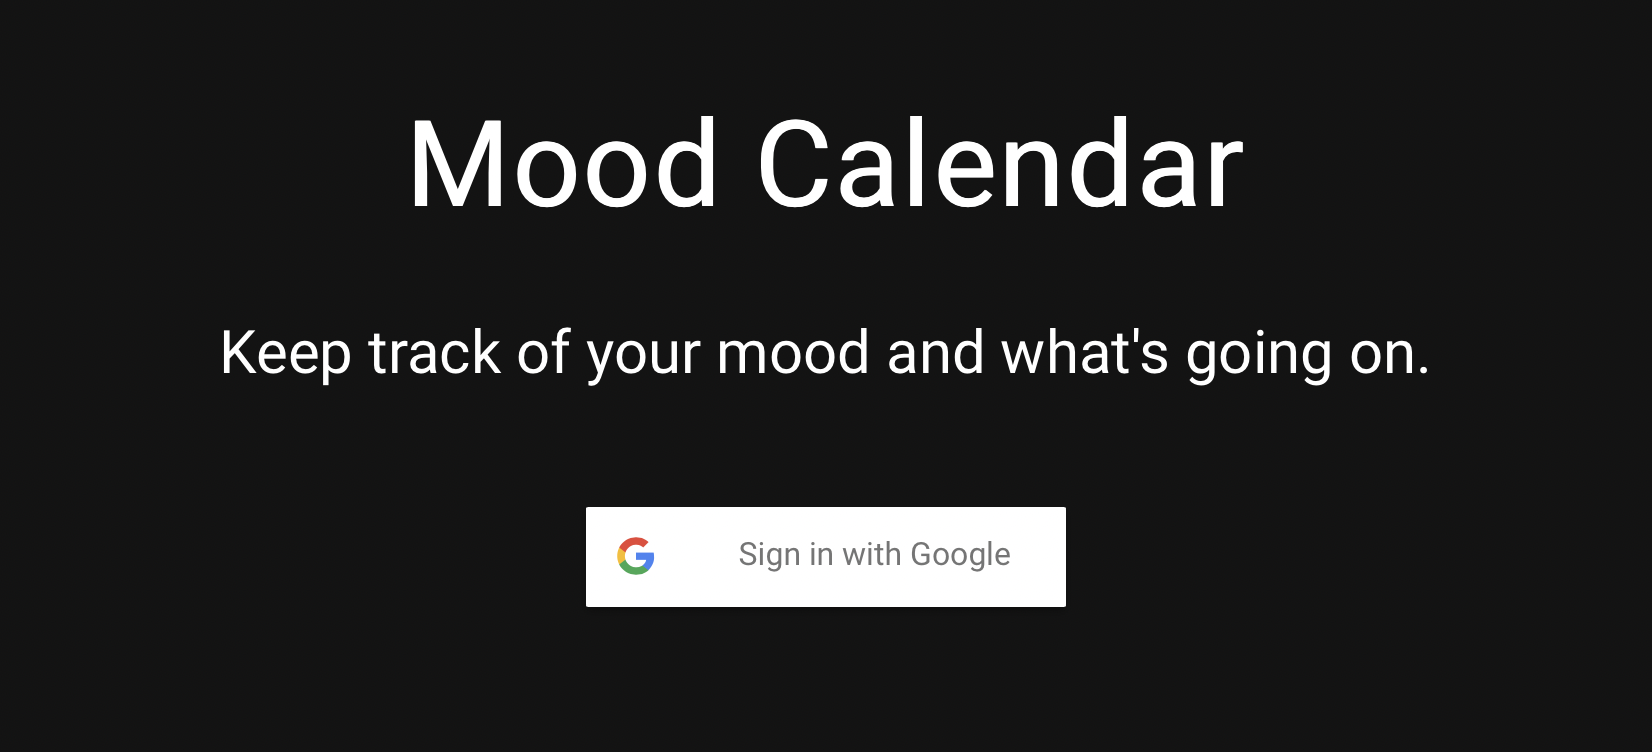 Mood Calendar
Keep track of your mood and what's going on.
Sign in with Google